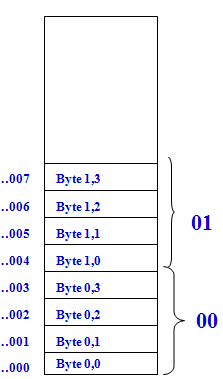 ..007 Byte 1,3
..006 Byte 1,2
01
..005 Byte 1,1
..004 Byte 1,0
..003 Byte 0,3
..002 Byte 0,2
00
..001 Byte 0,1
..000 Byte 0,0